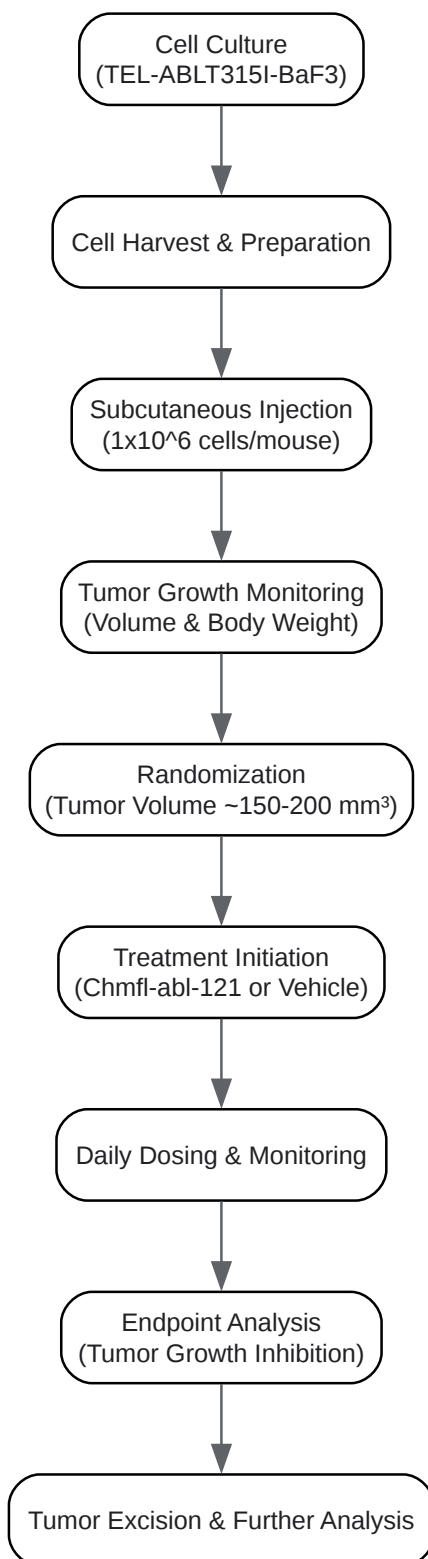 Cell Culture
(TEL-ABLT315I-BaF3)
Cell Harvest & Preparation
Subcutaneous Injection
(1x10^6 cells/mouse)
Tumor Growth Monitoring
(Volume & Body Weight)
Randomization
(Tumor Volume ~150-200 mm³)
Treatment Initiation
(Chmfl-abl-121 or Vehicle)
Daily Dosing & Monitoring
Endpoint Analysis
(Tumor Growth Inhibition)
Tumor Excision & Further Analysis